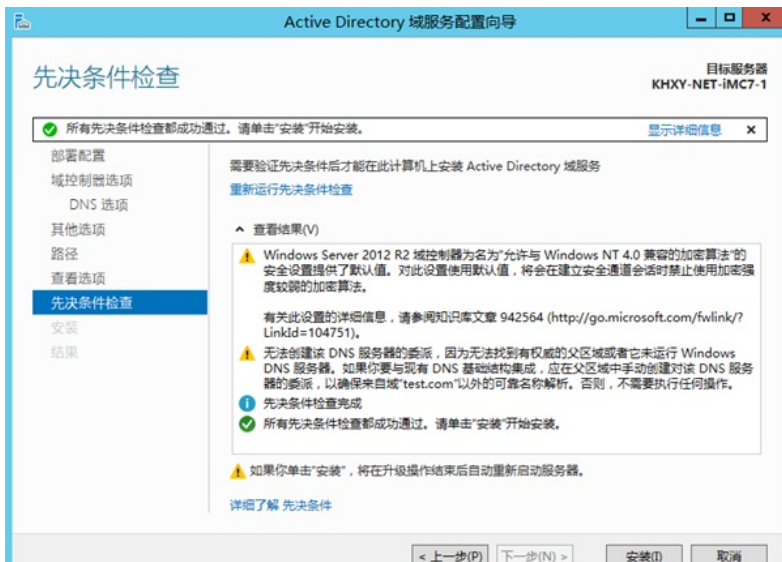 Active Directory 域服务配置向导
先决条件检查
目标服务器
KHXY-NET-iMC7-1
所有先决条件检查都成功通过。请单击"安装"开始安装。
显示详细信息
部署配置
域控制器选项
DNS 选项
其他选项
路径
查看选项
先决条件检查
安装
结果
需要验证先决条件后才能在此计算机上安装 Active Directory 域服务
重新运行先决条件检查
查看结果(V)
Windows Server 2012 R2 域控制器为名为"允许与 Windows NT 4.0 兼容的加密算法"的
安全设置提供了默认值。对此设置使用默认值，将会在建立安全通道会话时禁止使用加密强
度较弱的加密算法。
有关此设置的详细信息，请参阅知识库文章 942564 (http://go.microsoft.com/fwlink/?
LinkId=104751)。
无法创建该 DNS 服务器的委派，因为无法找到有权威的父区域或者它未运行 Windows
DNS 服务器。如果你要与现有 DNS 基础结构集成，应在父区域中手动创建对该 DNS 服务
器的委派，以确保来自域"test.com"以外的可靠名称解析。否则，不需要执行任何操作。
先决条件检查完成
所有先决条件检查都成功通过。请单击"安装"开始安装。
如果你单击"安装"，将在升级操作结束后自动重新启动服务器。
详细了解 先决条件
< 上一步(P)
下一步(N) >
安装(I)
取消